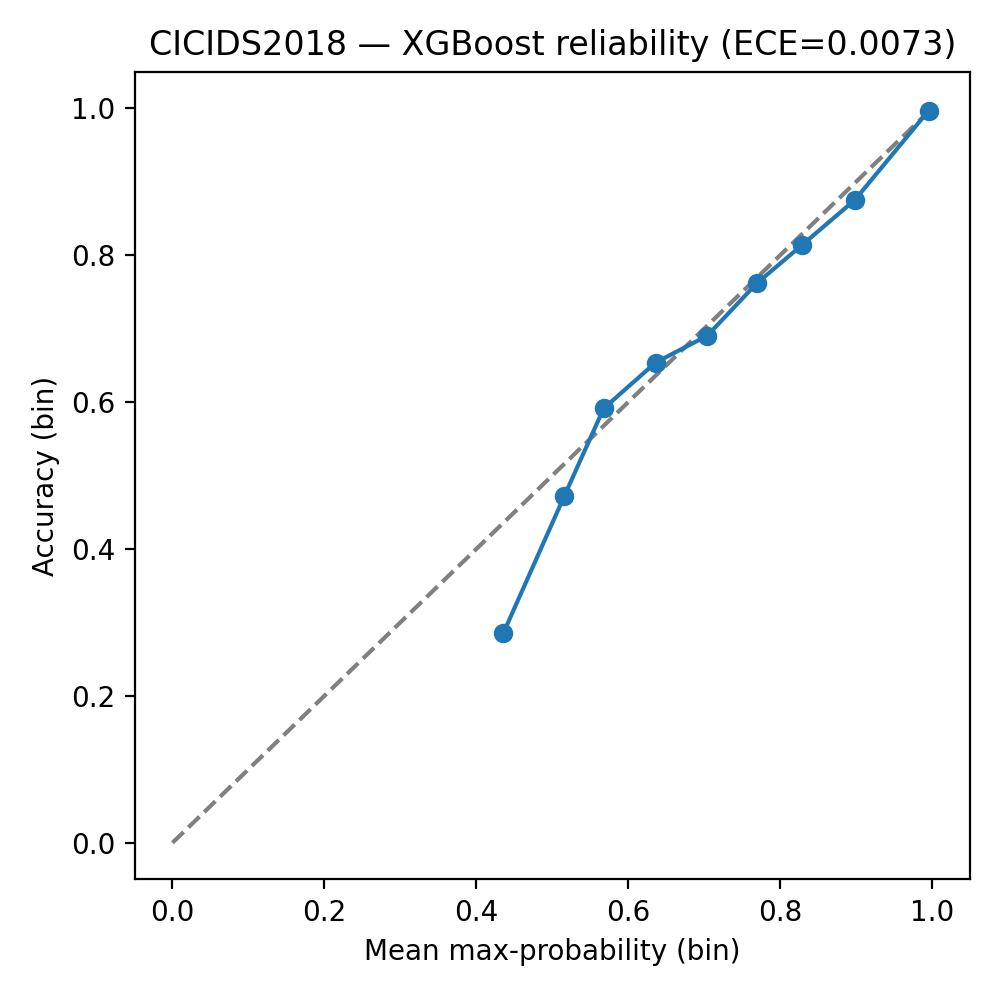 CICIDS2018 — XGBoost reliability (ECE=0.0073)
1.0
0.8
0.6
0.4
0.2
0.0
Accuracy (bin)
0.0 0.2 0.4 0.6 0.8 1.0
Mean max-probability (bin)